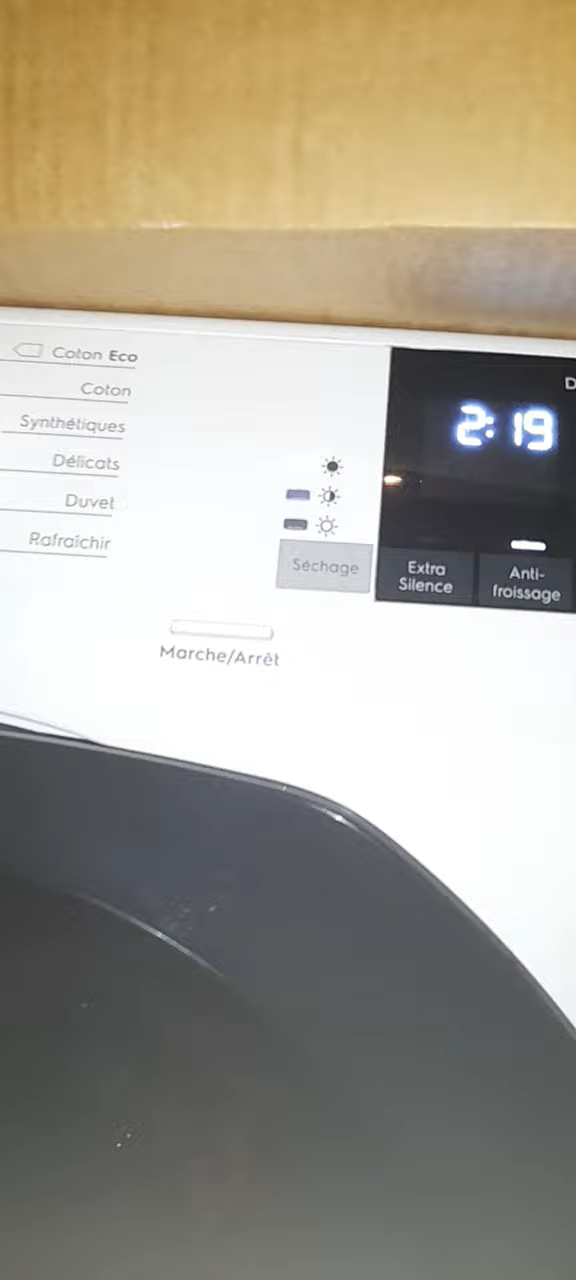 Coton Eco
Coton
Synthétiques
Délicats
Duvet
Rafraîchir
Séchage
Marche/Arrêt
D
2:19
Extra
Silence
Anti-
froissage